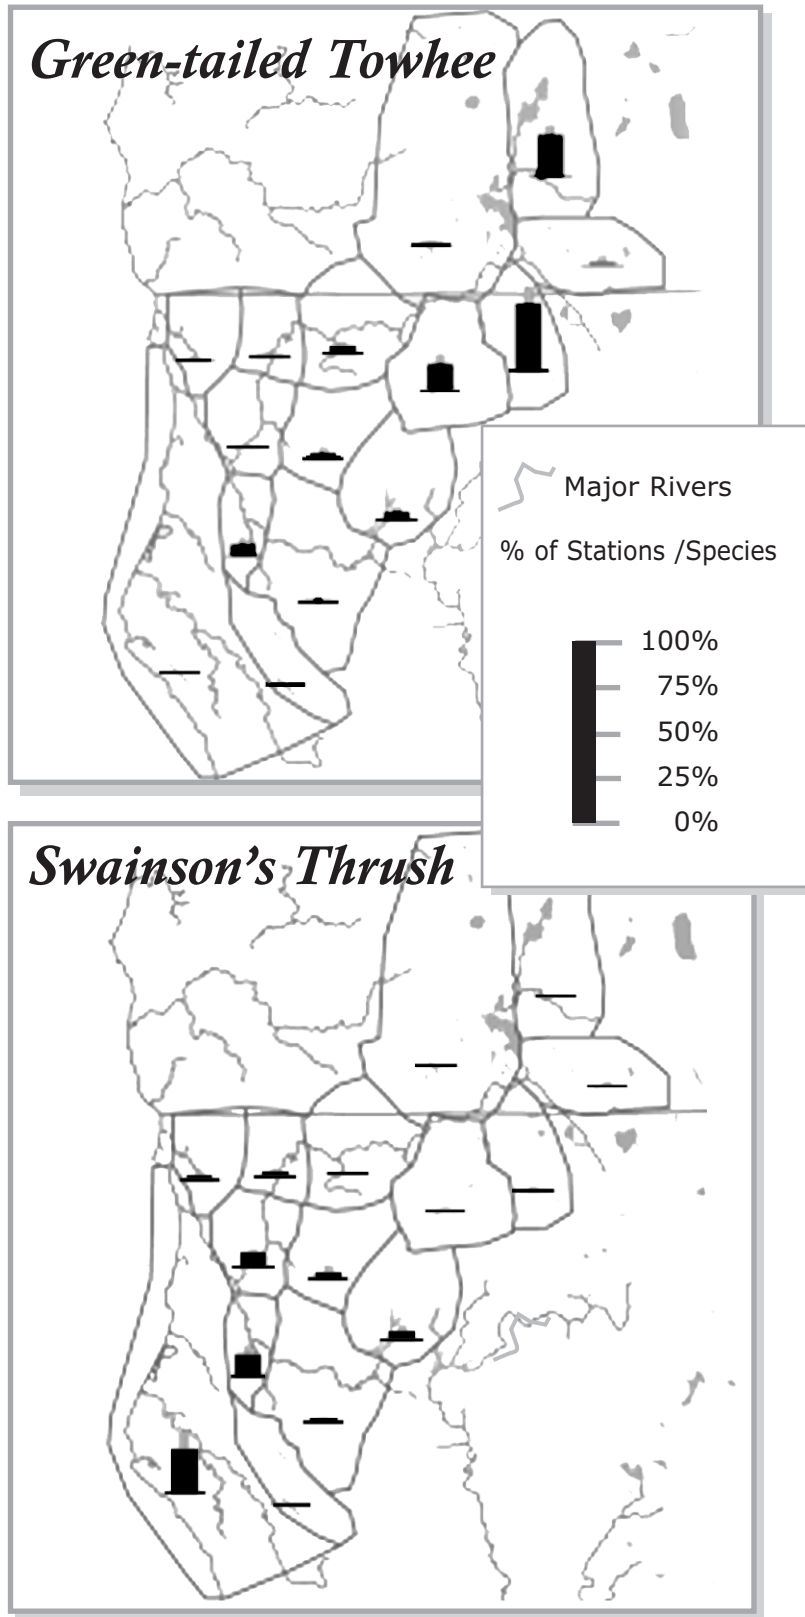 Green-tailed Towhee
Major Rivers
% of Stations /Species
100%
75%
50%
25%
0%
Swainson's Thrush